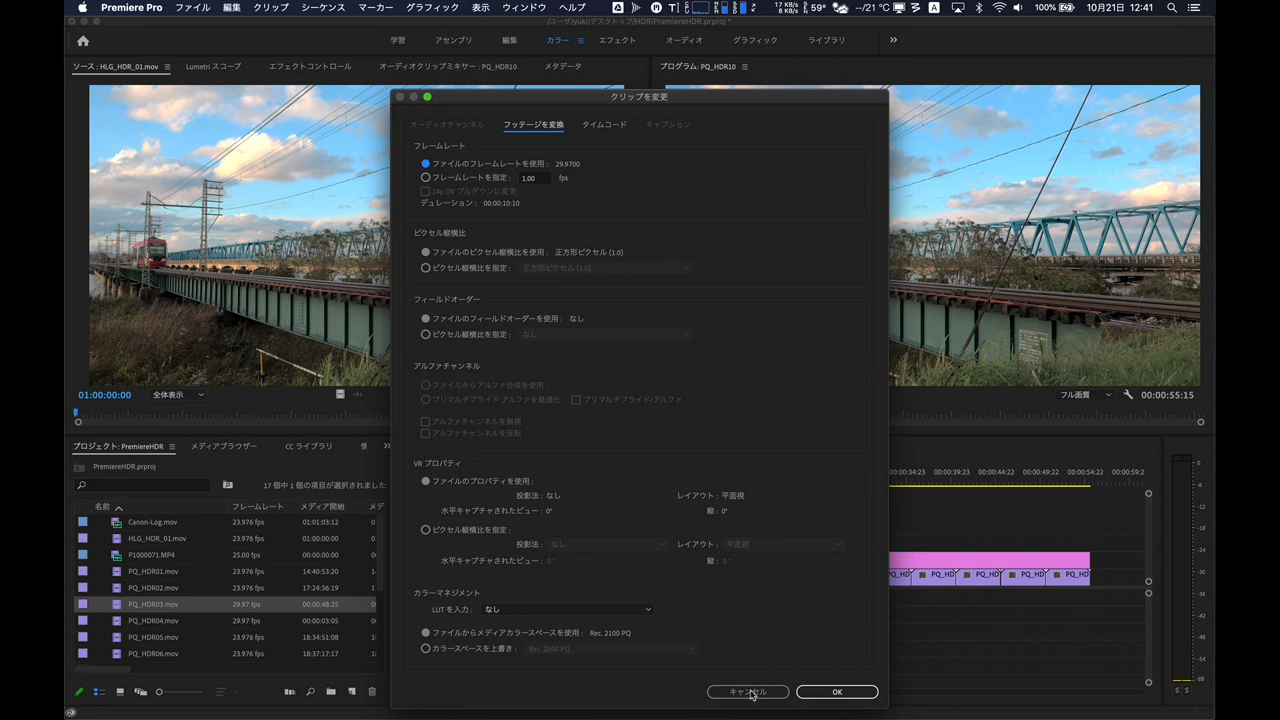 Premiere Pro ファイル 編集 クリップ シーケンス マーカー グラフィック 表示 ウィンドウ ヘルプ 17 KB/s 59° --/21 °C A 100% 10月21日 12:41
/ユーザ/yuki/デスクトップ/HDR/PremiereHDR.prproj *
学習 アセンブリ 編集 カラー エフェクト オーディオ グラフィック ライブラリ
ソース : HLG_HDR_01.mov Lumetri スコープ エフェクトコントロール オーディオクリップミキサー : PQ_HDR10 メタデータ プログラム : PQ_HDR10
クリップを変更
オーディオチャンネル フッテージを変換 タイムコード キャプション
フレームレート
ファイルのフレームレートを使用 : 29.9700
フレームレートを指定 : 1.00 fps
24p DV プルダウンに変更
デュレーション : 00:00:10:10
ピクセル縦横比
ファイルのピクセル縦横比を使用 : 正方形ピクセル (1.0)
ピクセル縦横比を指定 : 正方形ピクセル (1.0)
フィールドオーダー
ファイルのフィールドオーダーを使用 : なし
ピクセル縦横比を指定 : なし
アルファチャンネル
ファイルからアルファ合成を使用
プリマルチプライド アルファを最適化 プリマルチプライド/アルファ
アルファチャンネルを無視
アルファチャンネルを反転
VR プロパティ
ファイルのプロパティを使用 :
投影法 : なし レイアウト : 平面視
水平キャプチャされたビュー : 0° 縦 : 0°
ピクセル縦横比を指定 :
投影法 : なし レイアウト : 平面視
水平キャプチャされたビュー : 0° 縦 : 0°
カラーマネジメント
LUT を入力 : なし
ファイルからメディアカラースペースを使用 : Rec. 2100 PQ
カラースペースを上書き : Rec. 2100 PQ
キャンセル OK
01:00:00:00 全体表示 フル画質 00:00:55:15
プロジェクト: PremiereHDR メディアブラウザー CC ライブラリ
PremiereHDR.prproj
17 個中 1 個の項目が選択されました
名前 フレームレート メディア開始 メデ
Canon-Log.mov 23.976 fps 01:01:03:12
HLG_HDR_01.mov 23.976 fps 01:00:00:00
P1000071.MP4 25.00 fps 00:00:00:00
PQ_HDR01.mov 23.976 fps 14:40:53:20
PQ_HDR02.mov 23.976 fps 17:24:36:19
PQ_HDR03.mov 29.97 fps 00:00:48:25
PQ_HDR04.mov 29.97 fps 00:00:03:05
PQ_HDR05.mov 23.976 fps 18:34:51:08
PQ_HDR06.mov 23.976 fps 18:37:17:17
00:00:34:23 00:00:39:23 00:00:44:22 00:00:49:22 00:00:54:22 00:00:59:2
PQ_HD PQ_HD PQ_HD PQ_HD PQ_HD
0
-6
-12
-18
-24
-30
-36
-42
-48
-54
dB
S S